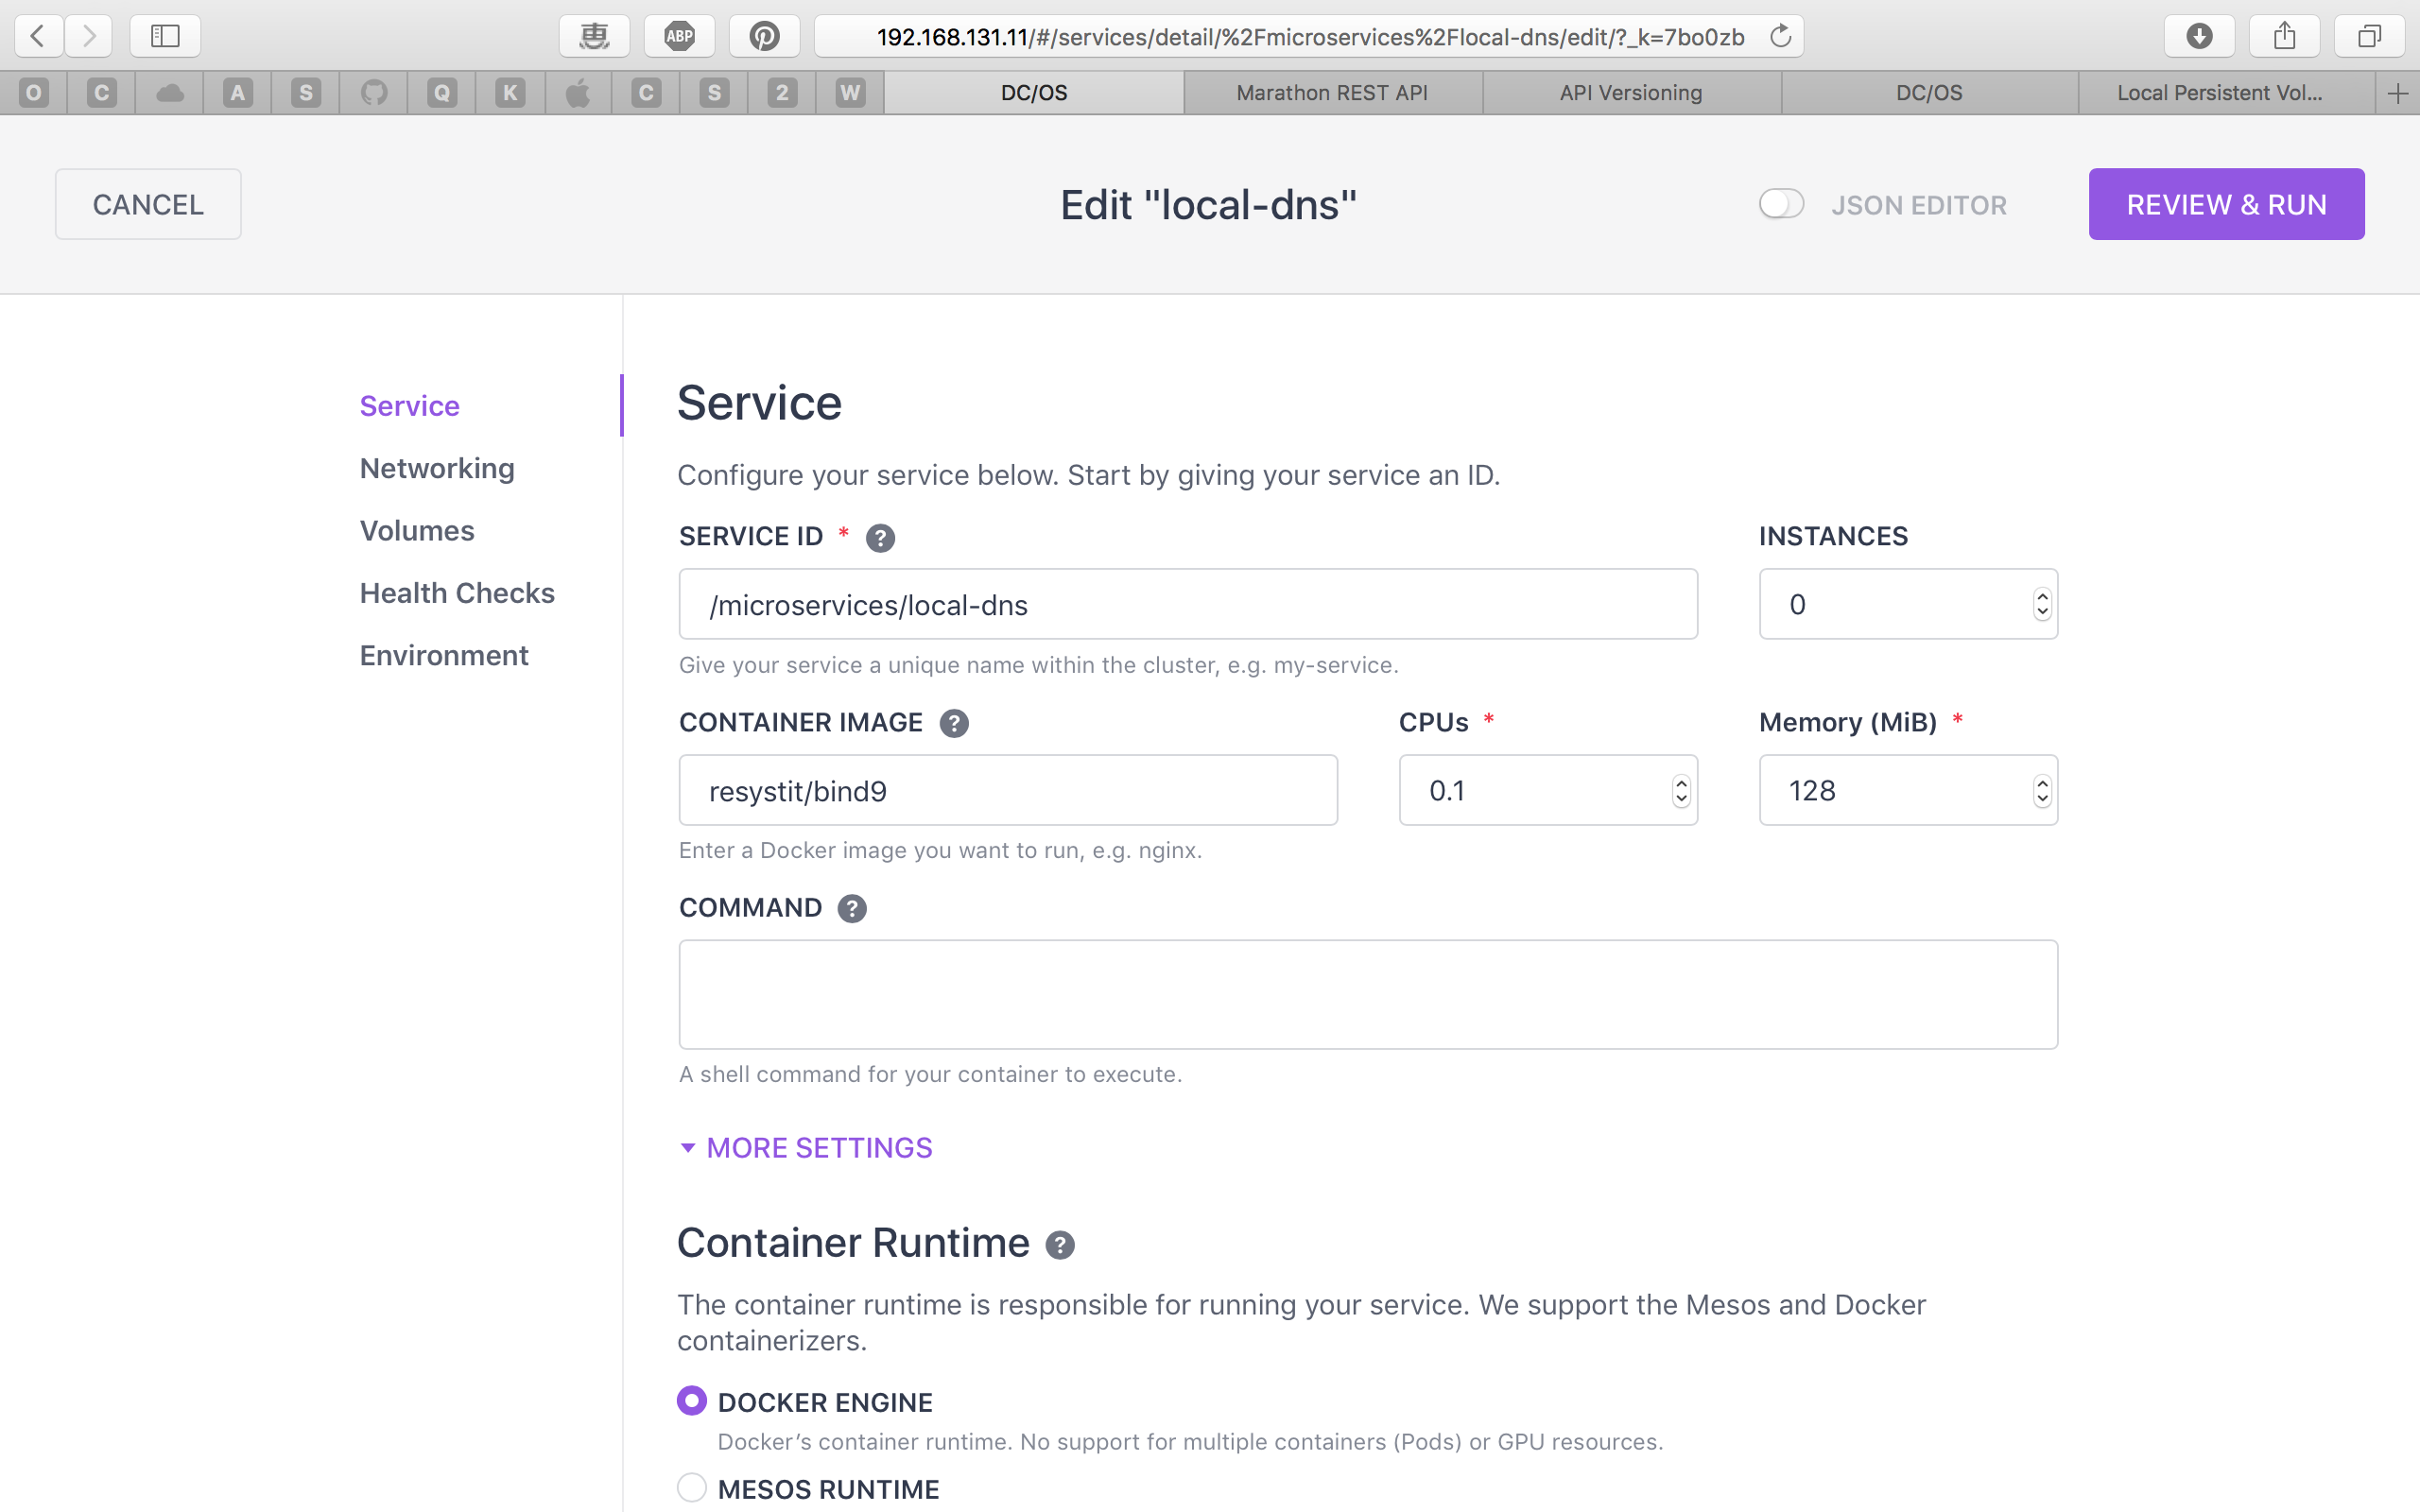 惠
ABP
192.168.131.11/#/services/detail/%2Fmicroservices%2Flocal-dns/edit/?_k=7bo0zb
O C A S Q K C S 2 W DC/OS Marathon REST API API Versioning DC/OS Local Persistent Vol...
CANCEL
Edit "local-dns"
JSON EDITOR
REVIEW & RUN
Service
Networking
Volumes
Health Checks
Environment
Service
Configure your service below. Start by giving your service an ID.
SERVICE ID * ?
INSTANCES
/microservices/local-dns
0
Give your service a unique name within the cluster, e.g. my-service.
CONTAINER IMAGE ?
CPUs *
Memory (MiB) *
resystit/bind9
0.1
128
Enter a Docker image you want to run, e.g. nginx.
COMMAND ?
A shell command for your container to execute.
MORE SETTINGS
Container Runtime ?
The container runtime is responsible for running your service. We support the Mesos and Docker
containerizers.
DOCKER ENGINE
Docker’s container runtime. No support for multiple containers (Pods) or GPU resources.
MESOS RUNTIME